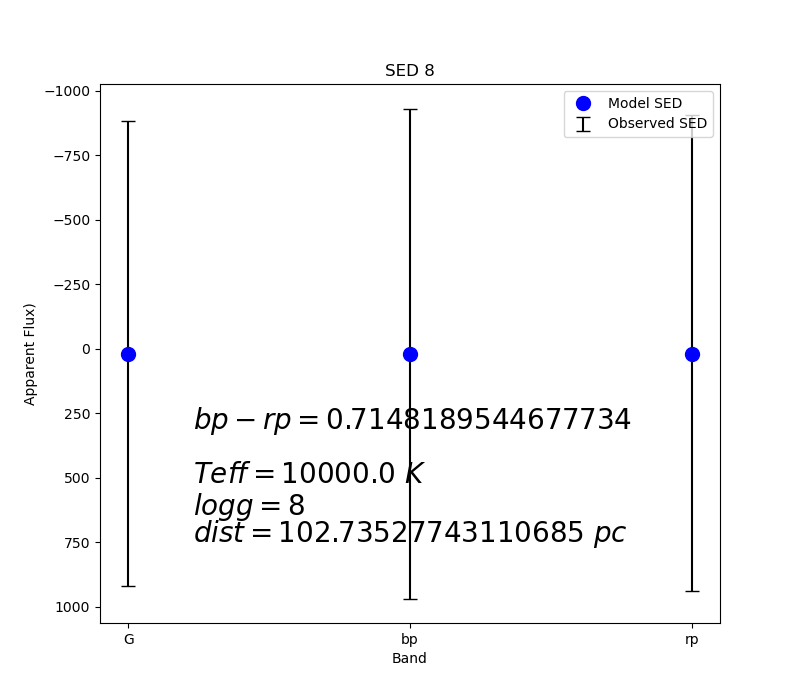 SED 8
Model SED
Observed SED
−1000
−750
−500
−250
0
250
500
750
1000
Apparent Flux)
bp − rp = 0.7148189544677734
Teff = 10000.0 K
logg = 8
dist = 102.73527743110685 pc
G bp rp
Band